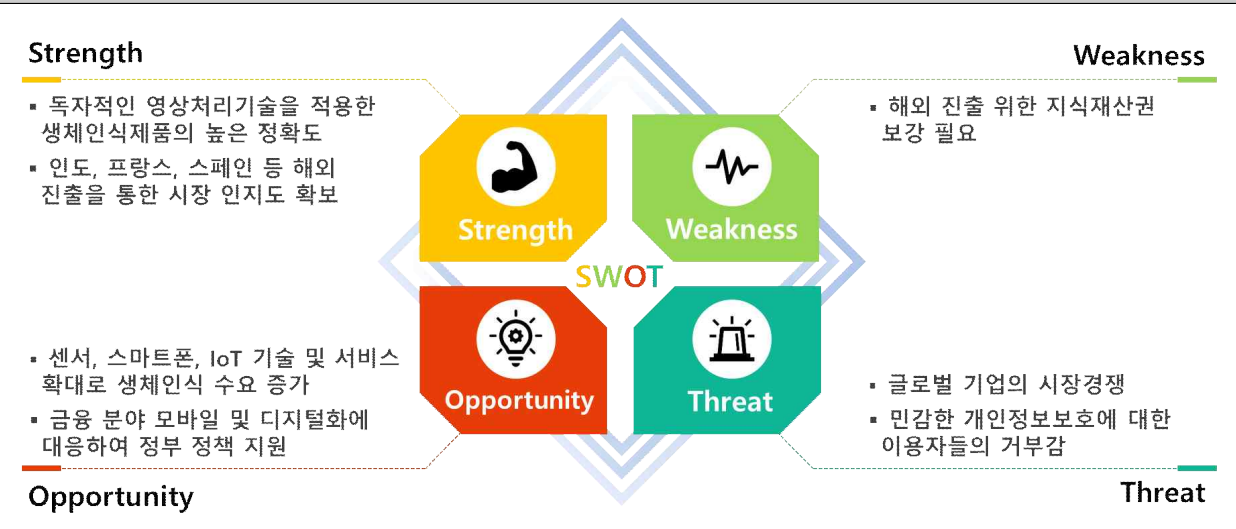 Strength
▪ 독자적인 영상처리기술을 적용한
생체인식제품의 높은 정확도
▪ 인도, 프랑스, 스페인 등 해외
진출을 통한 시장 인지도 확보
Weakness
▪ 해외 진출 위한 지식재산권
보강 필요
Strength
Weakness
SWOT
Opportunity
Threat
▪ 센서, 스마트폰, IoT 기술 및 서비스
확대로 생체인식 수요 증가
▪ 금융 분야 모바일 및 디지털화에
대응하여 정부 정책 지원
Opportunity
▪ 글로벌 기업의 시장경쟁
▪ 민감한 개인정보보호에 대한
이용자들의 거부감
Threat